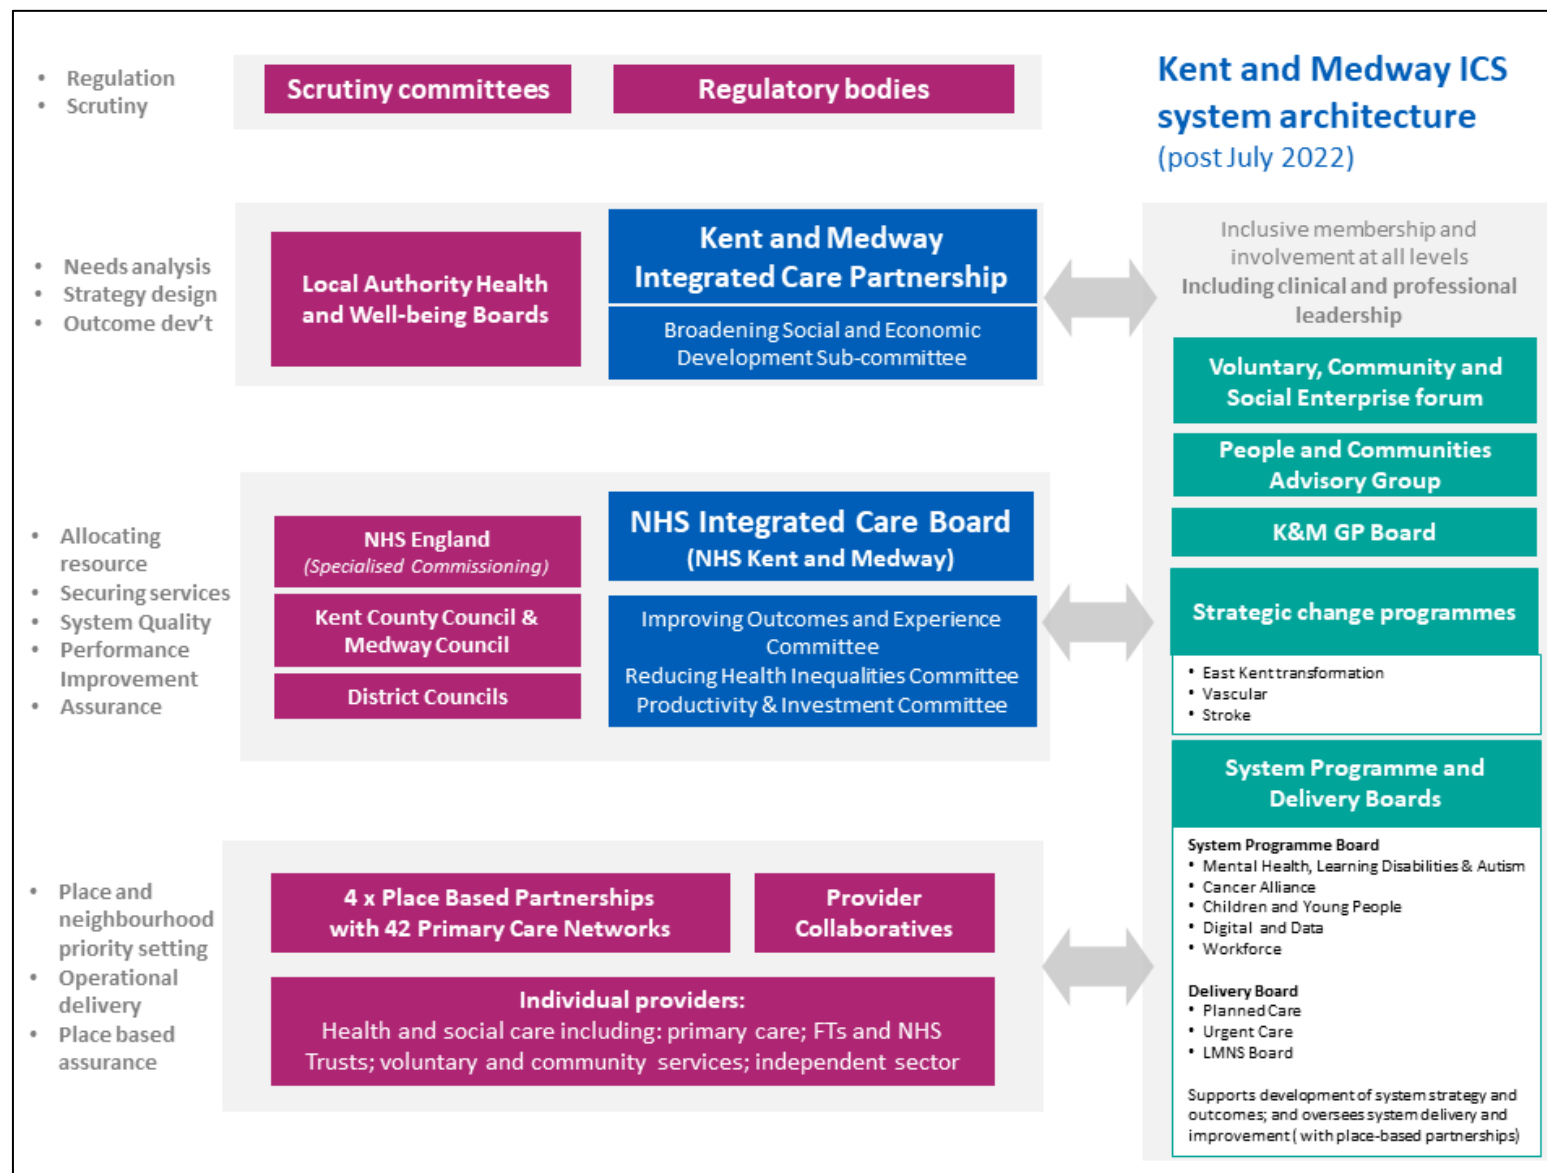 • Regulation
• Scrutiny
Scrutiny committees
Regulatory bodies
Kent and Medway ICS
system architecture
(post July 2022)
• Needs analysis
• Strategy design
• Outcome dev't
Local Authority Health
and Well-being Boards
Kent and Medway
Integrated Care Partnership
Broadening Social and Economic
Development Sub-committee
• Allocating
resource
• Securing services
• System Quality
• Performance
Improvement
• Assurance
NHS England
(Specialised Commissioning)
Kent County Council &
Medway Council
District Councils
NHS Integrated Care Board
(NHS Kent and Medway)
Improving Outcomes and Experience
Committee
Reducing Health Inequalities Committee
Productivity & Investment Committee
• Place and
neighbourhood
priority setting
• Operational
delivery
• Place based
assurance
4 x Place Based Partnerships
with 42 Primary Care Networks
Provider
Collaboratives
Individual providers:
Health and social care including: primary care; FTs and NHS
Trusts; voluntary and community services; independent sector
Inclusive membership and
involvement at all levels
Including clinical and professional
leadership
Voluntary, Community and
Social Enterprise forum
People and Communities
Advisory Group
K&M GP Board
Strategic change programmes
• East Kent transformation
• Vascular
• Stroke
System Programme and
Delivery Boards
System Programme Board
• Mental Health, Learning Disabilities & Autism
• Cancer Alliance
• Children and Young People
• Digital and Data
• Workforce
Delivery Board
• Planned Care
• Urgent Care
• LMNS Board
Supports development of system strategy and
outcomes; and oversees system delivery and
improvement ( with place-based partnerships)